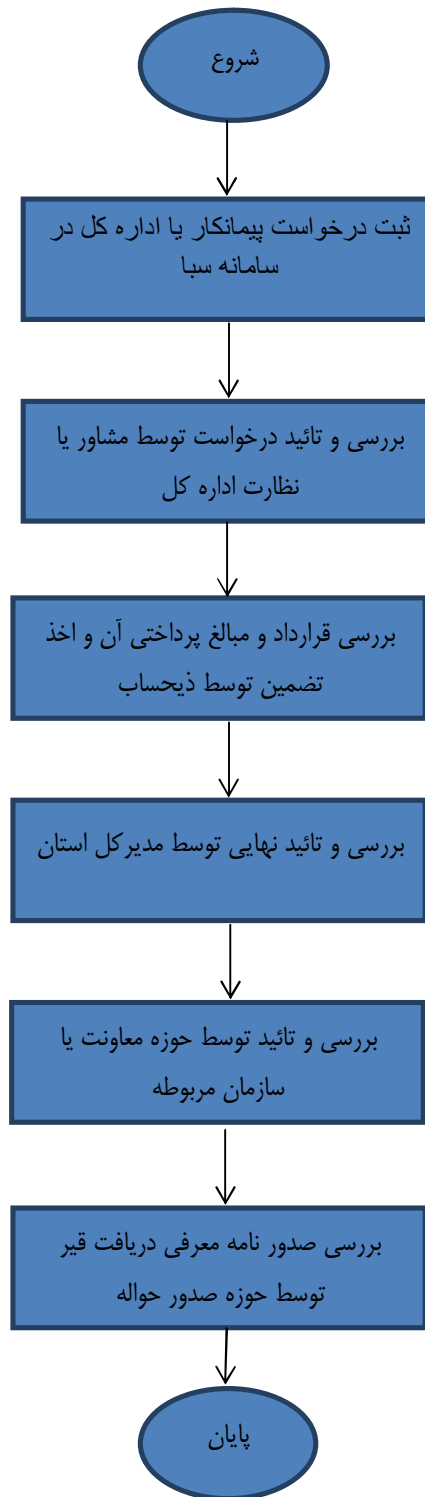 شروع
ثبت درخواست پیمانکار یا اداره کل در
سامانه سبا
بررسی و تائید درخواست توسط مشاور یا
نظارت اداره کل
بررسی قرارداد و مبالغ پرداختی آن و اخذ
تضمین توسط ذیحساب
بررسی و تائید نهایی توسط مدیرکل استان
بررسی و تائید توسط حوزه معاونت یا
سازمان مربوطه
بررسی صدور نامه معرفی دریافت قیر
توسط حوزه صدور حواله
پایان